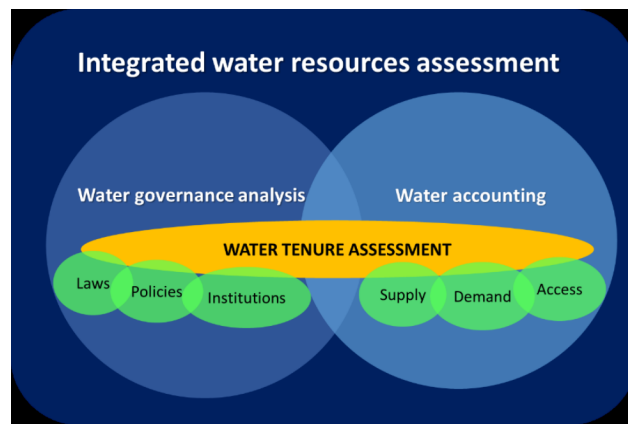 Integrated water resources assessment
Water governance analysis
Water accounting
WATER TENURE ASSESSMENT
Laws
Policies
Institutions
Supply
Demand
Access